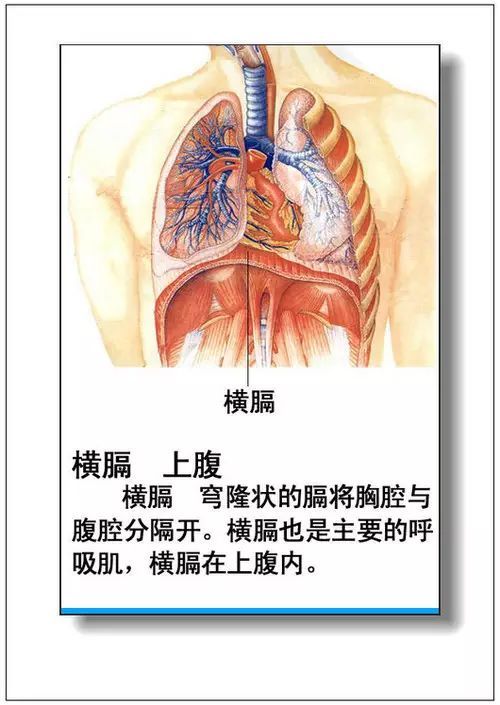 横膈
横膈 上腹
横膈 穹隆状的膈将胸腔与
腹腔分隔开。横膈也是主要的呼
吸肌，横膈在上腹内。